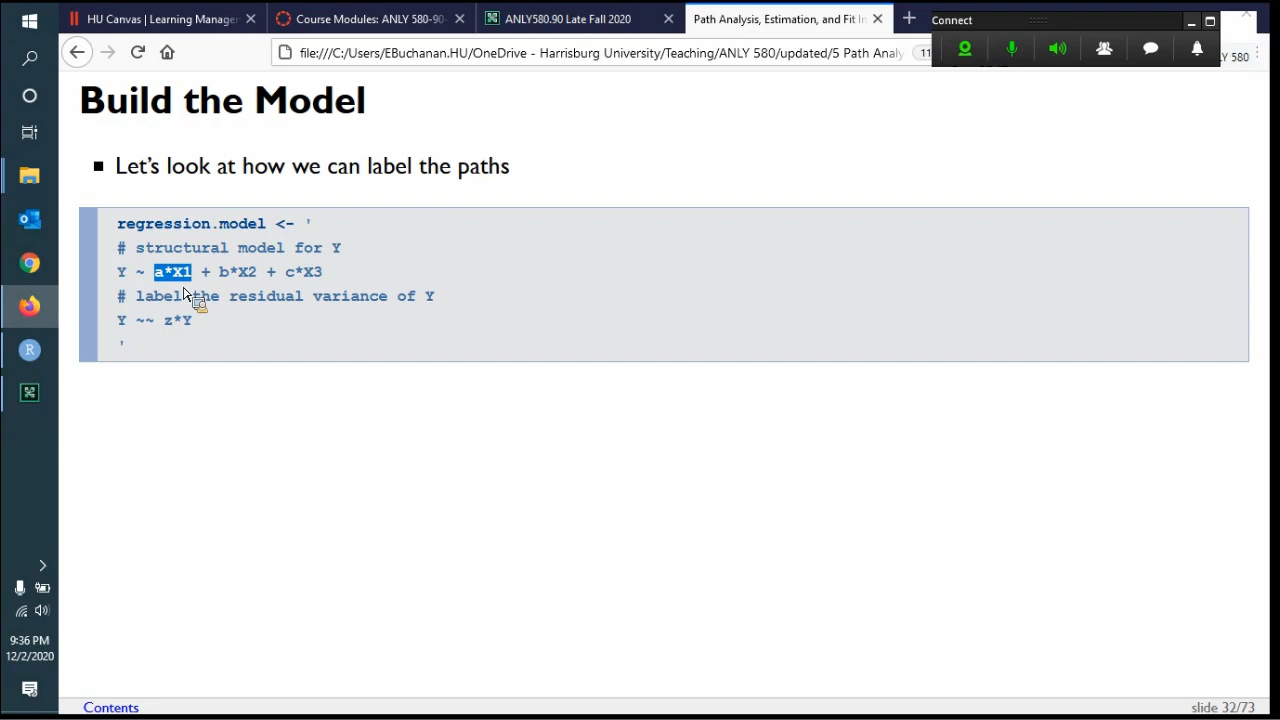 HU Canvas | Learning Manager
Course Modules: ANLY 580-90-
ANLY580.90 Late Fall 2020
Path Analysis, Estimation, and Fit In
Connect
file:///C:/Users/EBuchanan.HU/OneDrive - Harrisburg University/Teaching/ANLY 580/updated/5 Path Analy
LY 580
Build the Model
Let's look at how we can label the paths
regression.model <- '
# structural model for Y
Y ~ a*X1 + b*X2 + c*X3
# label the residual variance of Y
Y ~~ z*Y
'
9:36 PM
12/2/2020
Contents
slide 32/73